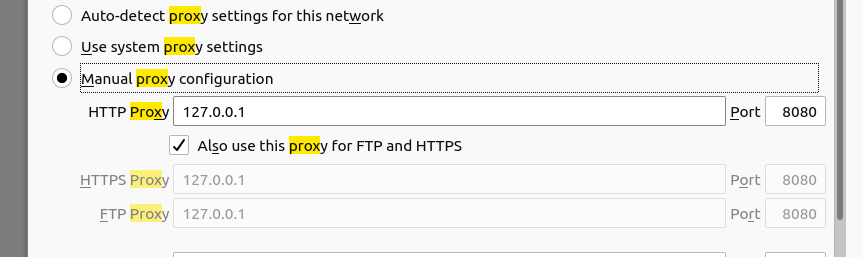 Auto-detect proxy settings for this network
Use system proxy settings
Manual proxy configuration
HTTP Proxy 127.0.0.1 Port 8080
Also use this proxy for FTP and HTTPS
HTTPS Proxy 127.0.0.1 Port 8080
FTP Proxy 127.0.0.1 Port 8080